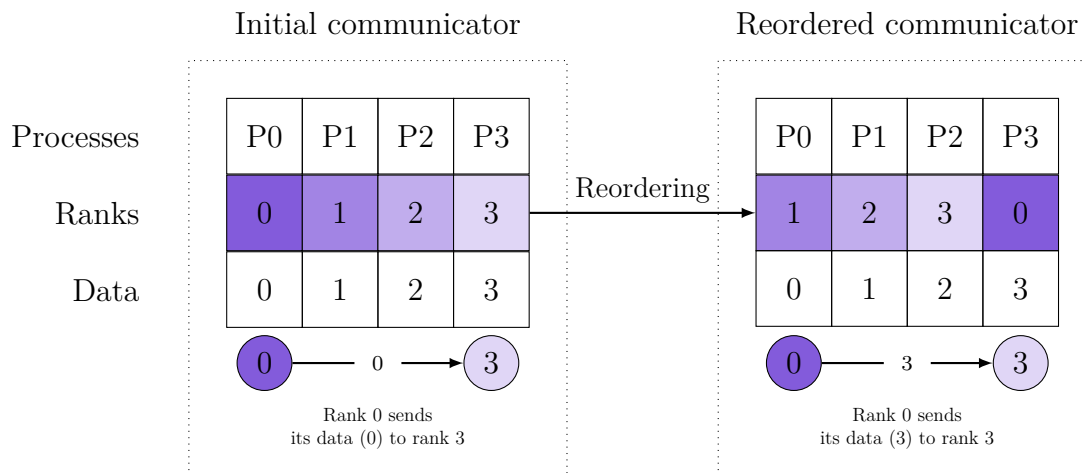 Initial communicator
Reordered communicator
Processes P0 P1 P2 P3 P0 P1 P2 P3
Reordering
Ranks 0 1 2 3 1 2 3 0
Data 0 1 2 3 0 1 2 3
0 0 3 0 3 3
Rank 0 sends
its data (0) to rank 3
Rank 0 sends
its data (3) to rank 3